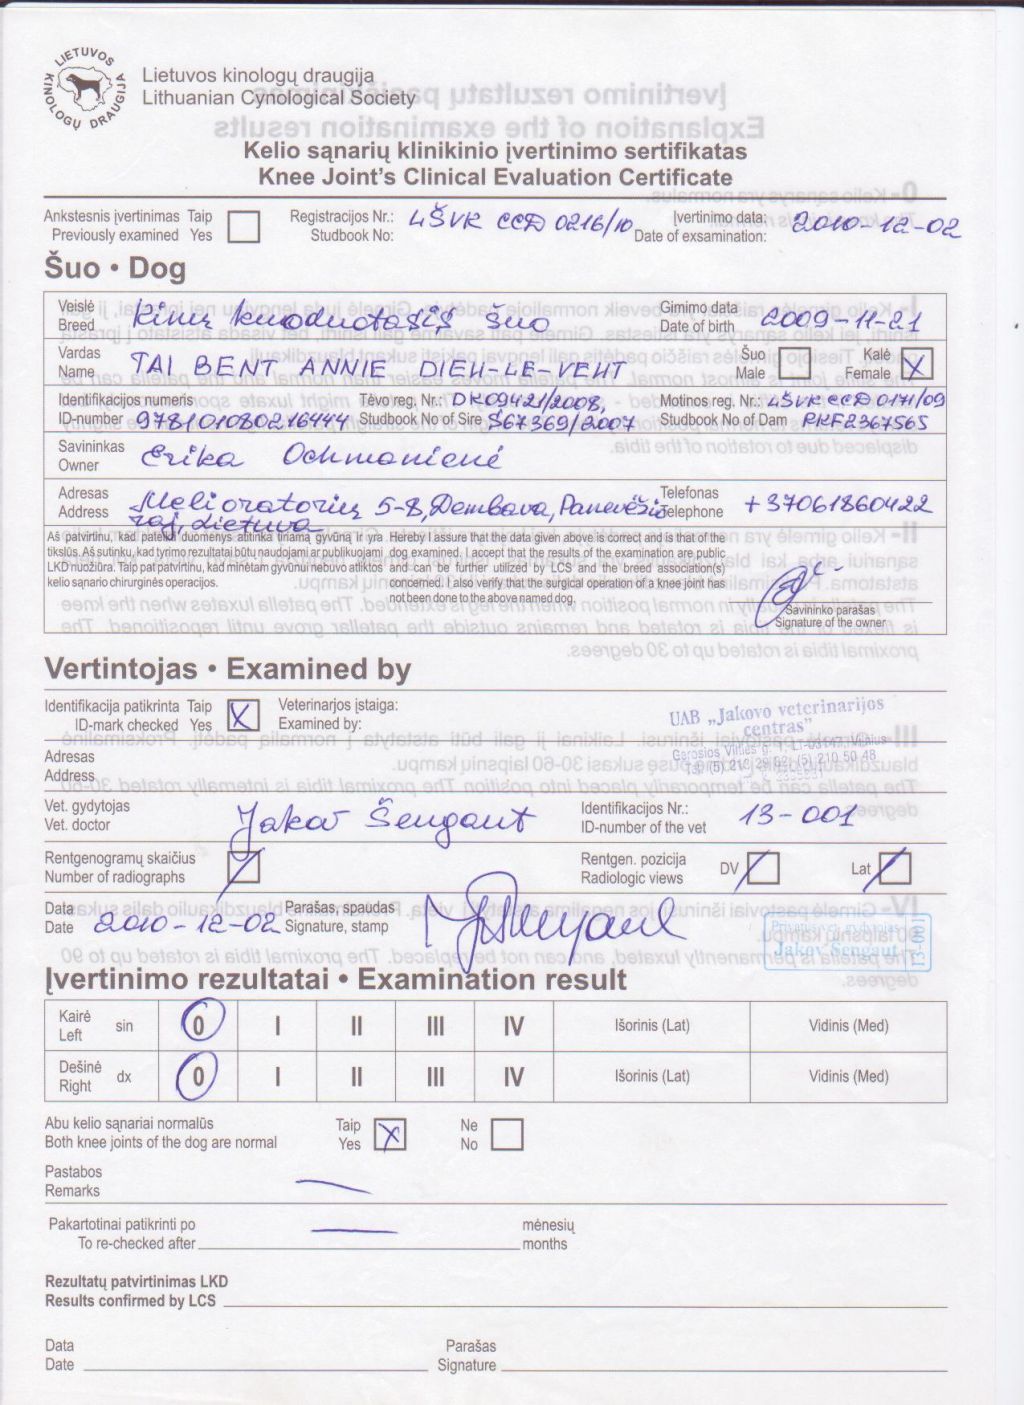 LIETUVOS KINOLOGŲ DRAUGIJA
Lietuvos kinologų draugija
Lithuanian Cynological Society
Kelio sąnarių klinikinio įvertinimo sertifikatas
Knee Joint's Clinical Evaluation Certificate
Ankstesnis įvertinimas Taip
Previously examined Yes
Registracijos Nr.:
Studbook No:
LŠVK CCD 0216/10
Įvertinimo data:
Date of exsamination:
2010-12-02
Šuo • Dog
Veislė
Breed
Kinų kuoduotasis šuo
Gimimo data
Date of birth
2009-11-21
Vardas
Name
TAI BENT ANNIE DIEH-LE-VEHT
Šuo
Male
Kalė
Female X
Identifikacijos numeris
ID-number 978101080216444
Tėvo reg. Nr.: DK09421/2008,
Studbook No of Sire S67369/2007
Motinos reg. Nr.: LŠVK CCD 0171/09
Studbook No of Dam PKF2367565
Savininkas
Owner
Erika Ochmanienė
Adresas
Address
Melioratorių 5-8, Dembava, Panevėžio
raj, Lietuva
Telefonas
Telephone
+37061860422
Aš patvirtinu, kad pateikti duomenys atitinka tiriamą gyvūną ir yra
tikslūs. Aš sutinku, kad tyrimo rezultatai būtų naudojami ar publikuojami
LKD nuožiūra. Taip pat patvirtinu, kad minėtam gyvūnui nebuvo atliktos
kelio sąnario chirurginės operacijos.
Hereby I assure that the data given above is correct and is that of the
dog examined. I accept that the results of the examination are public
and can be further utilized by LCS and the breed association(s)
concerned. I also verify that the surgical operation of a knee joint has
not been done to the above named dog.
Savininko parašas
Signature of the owner
Vertintojas • Examined by
Identifikacija patikrinta Taip
ID-mark checked Yes X
Veterinarijos įstaiga:
Examined by:
UAB „Jakovo veterinarijos
centras"
Gerosios Vilties g. LT-03147, Vilnius
Adresas
Address
Vet. gydytojas
Vet. doctor
Jakov Šengaut
Identifikacijos Nr.:
ID-number of the vet
13-001
Rentgenogramų skaičius
Number of radiographs
Rentgen. pozicija
Radiologic views
DV
Lat
Data
Date 2010-12-02
Parašas, spaudas
Signature, stamp
Jakov Šengaut
13-001
Įvertinimo rezultatai • Examination result
Kairė
Left sin 0 I II III IV Išorinis (Lat) Vidinis (Med)
Dešinė
Right dx 0 I II III IV Išorinis (Lat) Vidinis (Med)
Abu kelio sąnariai normalūs
Both knee joints of the dog are normal
Taip
Yes X
Ne
No
Pastabos
Remarks
Pakartotinai patikrinti po
To re-checked after
mėnesių
months
Rezultatų patvirtinimas LKD
Results confirmed by LCS
Data
Date
Parašas
Signature